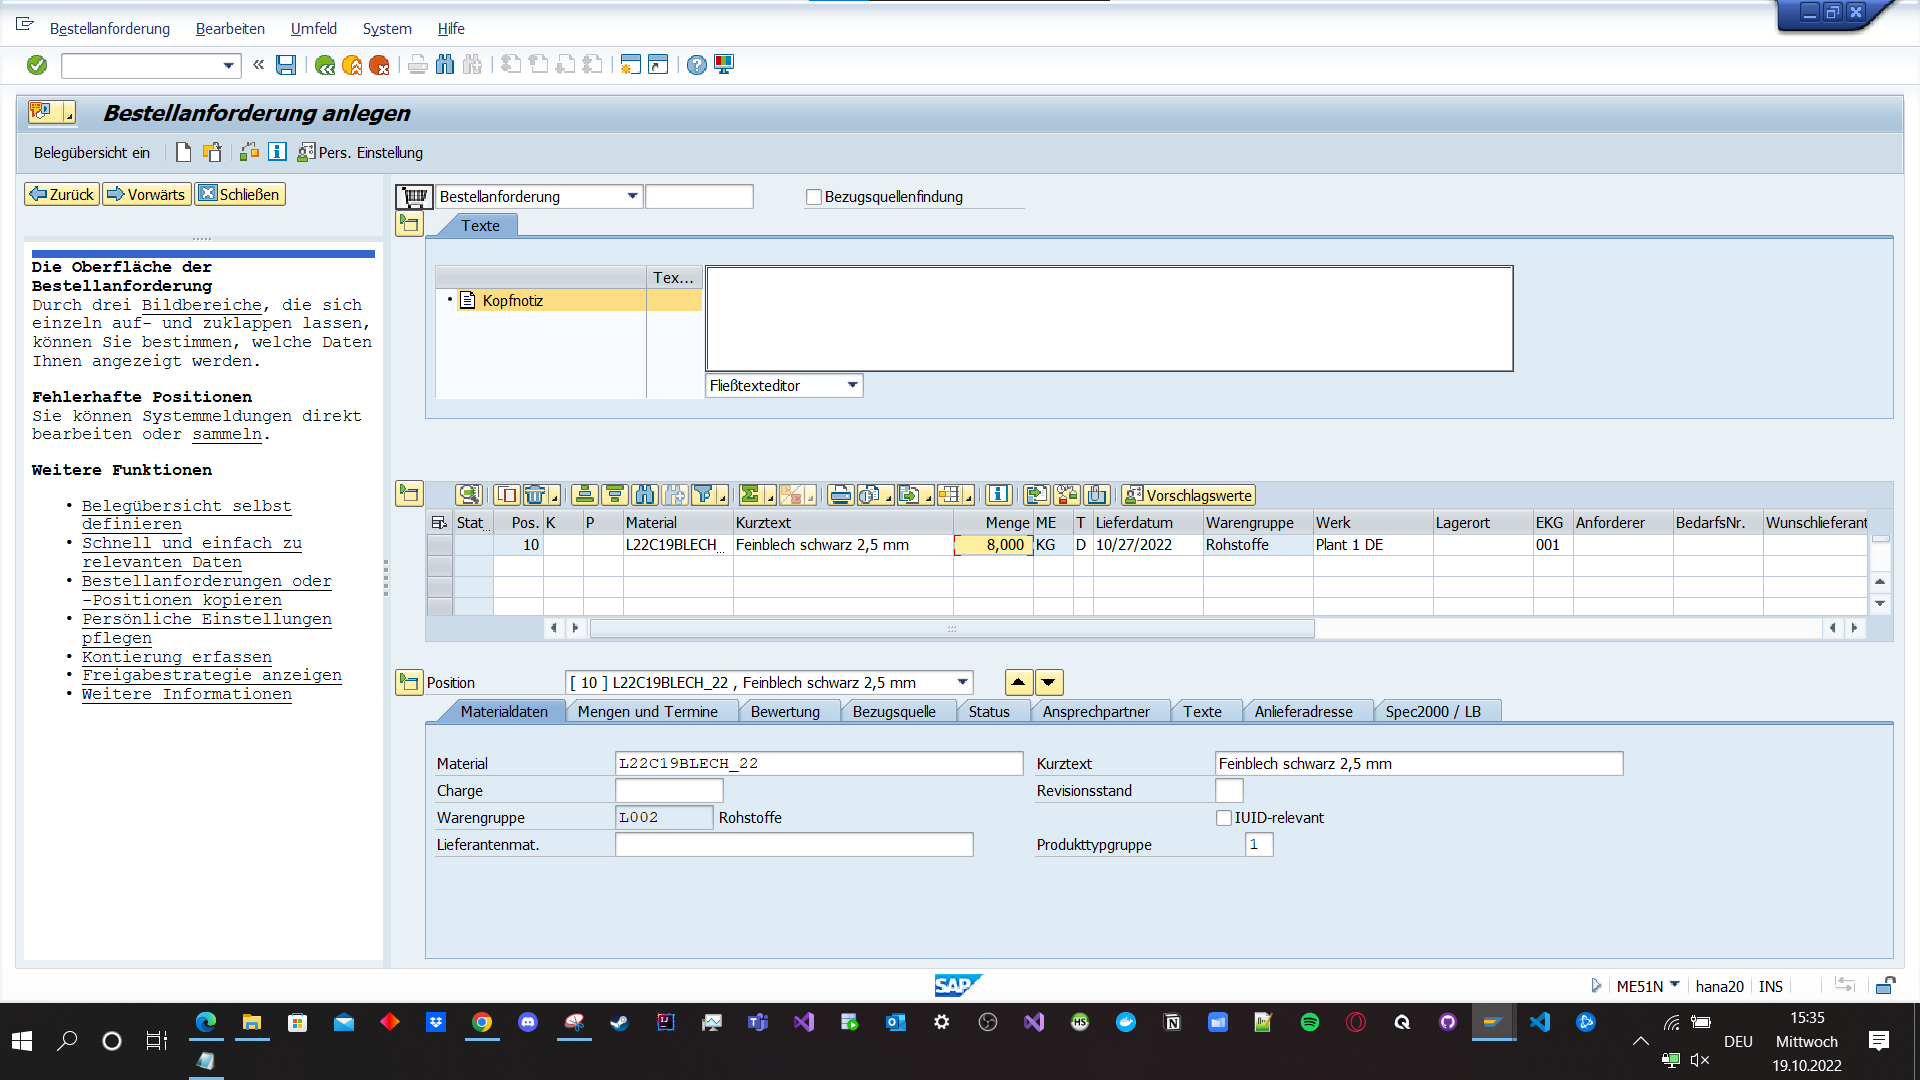 Bestellanforderung Bearbeiten Umfeld System Hilfe
Bestellanforderung anlegen
Belegübersicht ein Pers. Einstellung
Zurück Vorwärts Schließen
Die Oberfläche der
Bestellanforderung
Durch drei Bildbereiche, die sich
einzeln auf- und zuklappen lassen,
können Sie bestimmen, welche Daten
Ihnen angezeigt werden.
Fehlerhafte Positionen
Sie können Systemmeldungen direkt
bearbeiten oder sammeln.
Weitere Funktionen
• Belegübersicht selbst
definieren
• Schnell und einfach zu
relevanten Daten
• Bestellanforderungen oder
-Positionen kopieren
• Persönliche Einstellungen
pflegen
• Kontierung erfassen
• Freigabestrategie anzeigen
• Weitere Informationen
Bestellanforderung Bezugsquellenfindung
Texte
Tex...
Kopfnotiz
Fließtexteditor
Vorschlagswerte
Stat.. Pos. K P Material Kurztext Menge ME T Lieferdatum Warengruppe Werk Lagerort EKG Anforderer BedarfsNr. Wunschlieferant
10 L22C19BLECH_... Feinblech schwarz 2,5 mm 8,000 KG D 10/27/2022 Rohstoffe Plant 1 DE 001
Position [ 10 ] L22C19BLECH_22 , Feinblech schwarz 2,5 mm
Materialdaten Mengen und Termine Bewertung Bezugsquelle Status Ansprechpartner Texte Anlieferadresse Spec2000 / LB
Material L22C19BLECH_22 Kurztext Feinblech schwarz 2,5 mm
Charge Revisionsstand
Warengruppe L002 Rohstoffe IUID-relevant
Lieferantenmat. Produkttypgruppe 1
SAP
ME51N hana20 INS
DEU
15:35
Mittwoch
19.10.2022